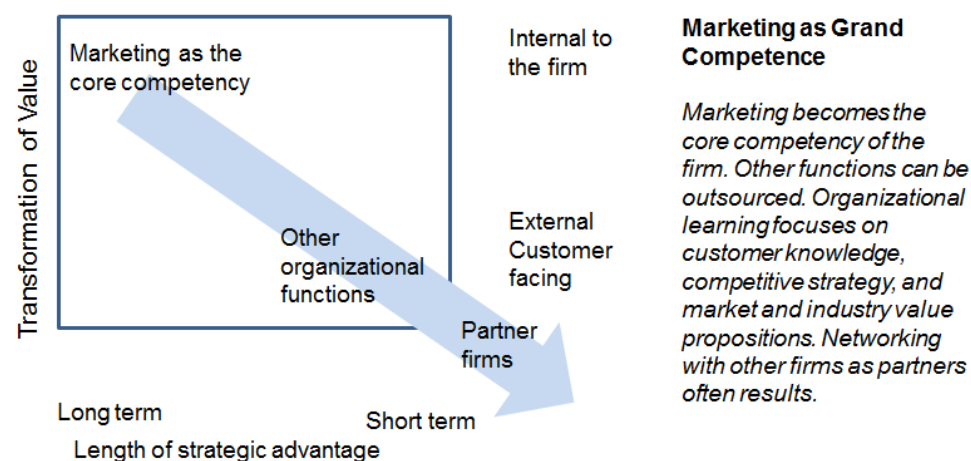 Transformation of Value
Marketing as the
core competency
Other
organizational
functions
Partner
firms
Internal to
the firm
External
Customer
facing
Long term
Short term
Length of strategic advantage
Marketing as Grand
Competence
Marketing becomes the
core competency of the
firm. Other functions can be
outsourced. Organizational
learning focuses on
customer knowledge,
competitive strategy, and
market and industry value
propositions. Networking
with other firms as partners
often results.